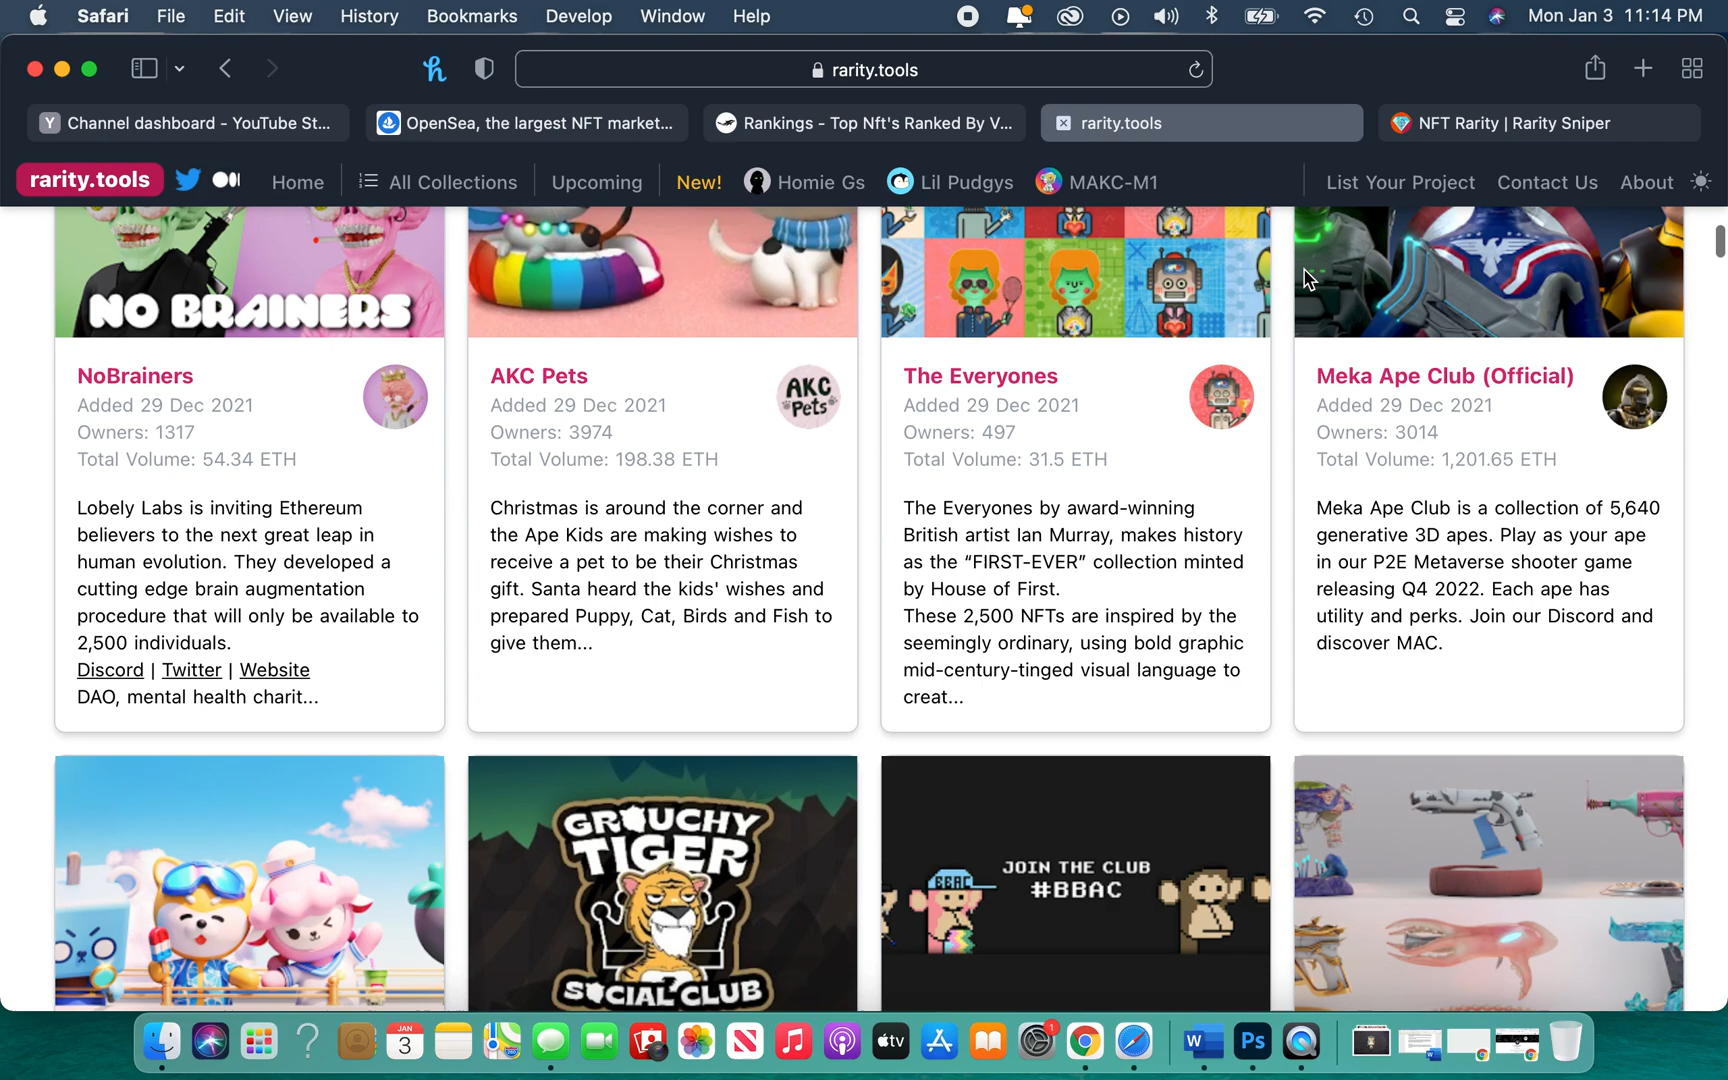 Safari File Edit View History Bookmarks Develop Window Help Mon Jan 3 11:14 PM
rarity.tools
Y Channel dashboard - YouTube St... OpenSea, the largest NFT market... Rankings - Top Nft's Ranked By V... rarity.tools NFT Rarity | Rarity Sniper
rarity.tools Home All Collections Upcoming New! Homie Gs Lil Pudgys MAKC-M1 List Your Project Contact Us About
NO BRAINERS
NoBrainers
Added 29 Dec 2021
Owners: 1317
Total Volume: 54.34 ETH
Lobely Labs is inviting Ethereum
believers to the next great leap in
human evolution. They developed a
cutting edge brain augmentation
procedure that will only be available to
2,500 individuals.
Discord | Twitter | Website
DAO, mental health charit...
AKC Pets
AKC
Pets
Added 29 Dec 2021
Owners: 3974
Total Volume: 198.38 ETH
Christmas is around the corner and
the Ape Kids are making wishes to
receive a pet to be their Christmas
gift. Santa heard the kids' wishes and
prepared Puppy, Cat, Birds and Fish to
give them...
The Everyones
Added 29 Dec 2021
Owners: 497
Total Volume: 31.5 ETH
The Everyones by award-winning
British artist Ian Murray, makes history
as the “FIRST-EVER” collection minted
by House of First.
These 2,500 NFTs are inspired by the
seemingly ordinary, using bold graphic
mid-century-tinged visual language to
creat...
Meka Ape Club (Official)
Added 29 Dec 2021
Owners: 3014
Total Volume: 1,201.65 ETH
Meka Ape Club is a collection of 5,640
generative 3D apes. Play as your ape
in our P2E Metaverse shooter game
releasing Q4 2022. Each ape has
utility and perks. Join our Discord and
discover MAC.
GROUCHY
TIGER
SOCIAL CLUB
JOIN THE CLUB
#BBAC
BBAC
JAN
3
tv
1
W
Ps